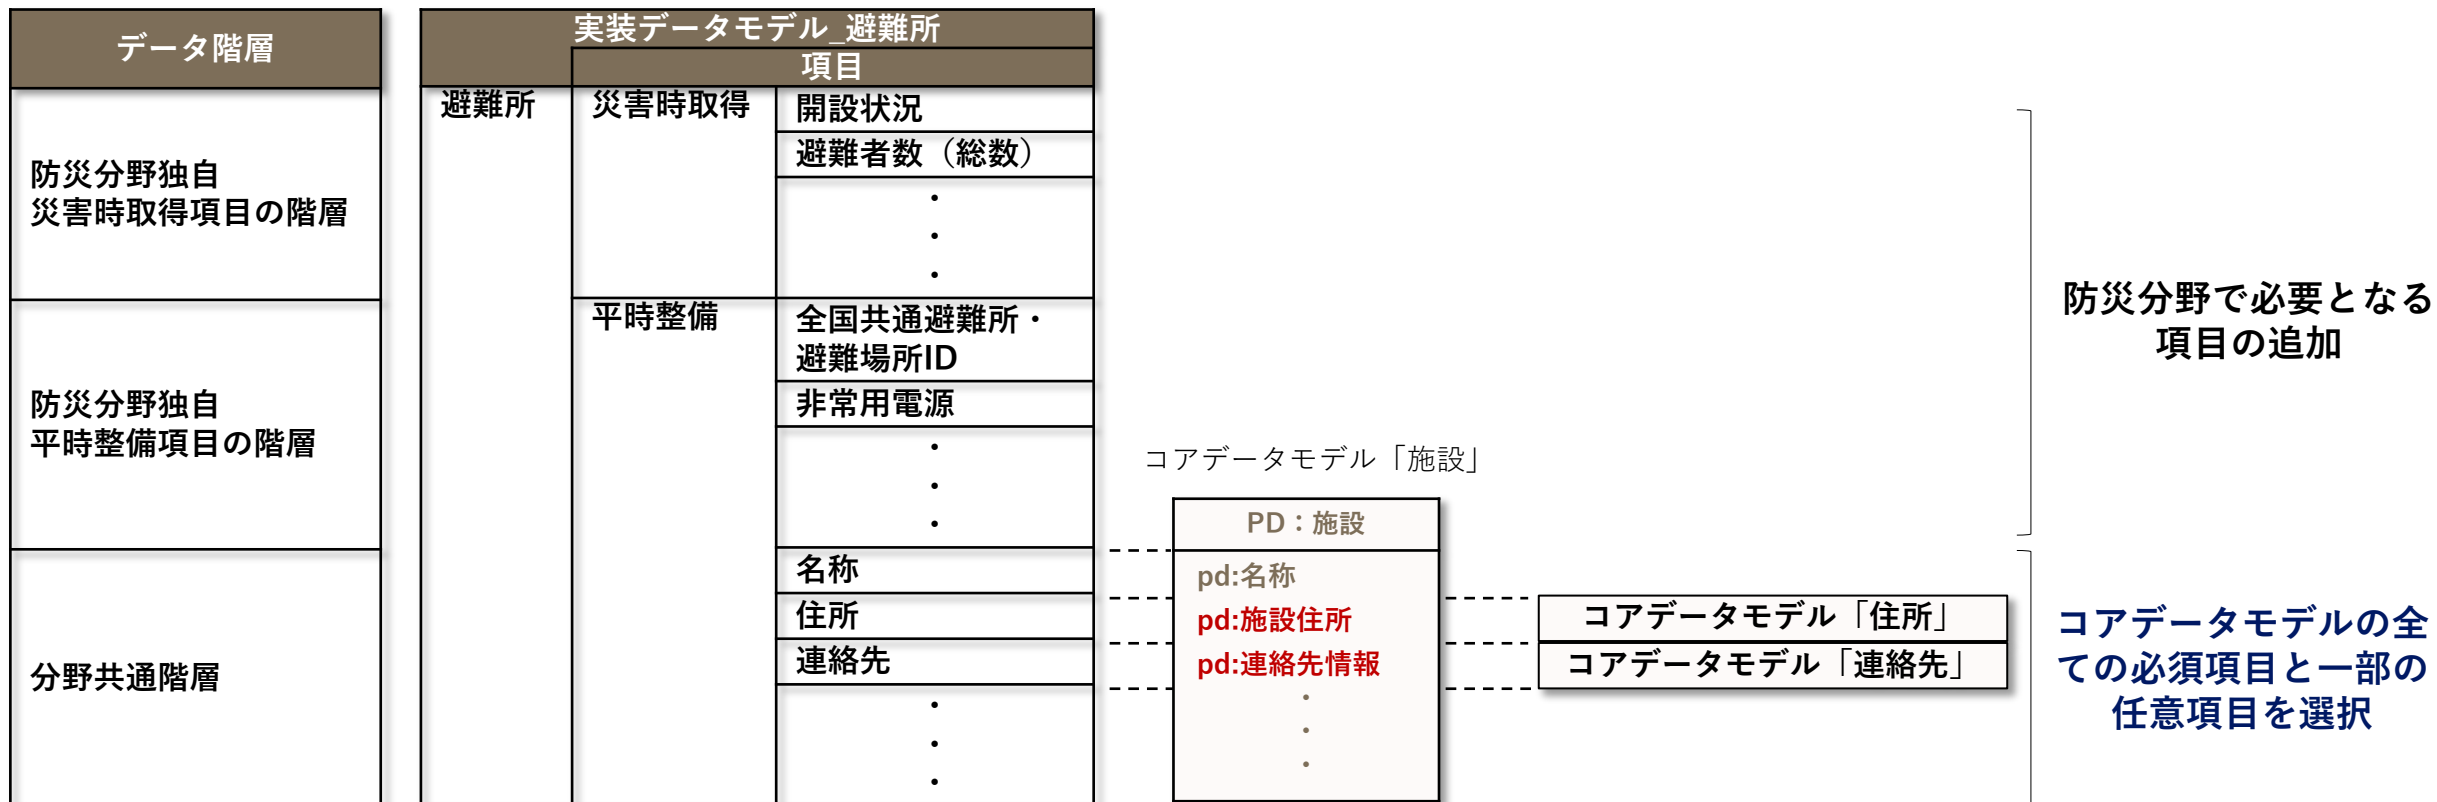 データ階層
防災分野独自
災害時取得項目の階層
防災分野独自
平時整備項目の階層
分野共通階層
実装データモデル_避難所
項目
避難所
災害時取得
開設状況
避難者数（総数）
・
・
・
平時整備
全国共通避難所・
避難場所ID
非常用電源
・
・
・
名称
住所
連絡先
・
・
・
コアデータモデル「施設」
PD：施設
pd:名称
pd:施設住所
pd:連絡先情報
・
・
・
コアデータモデル「住所」
コアデータモデル「連絡先」
防災分野で必要となる
項目の追加
コアデータモデルの全
ての必須項目と一部の
任意項目を選択